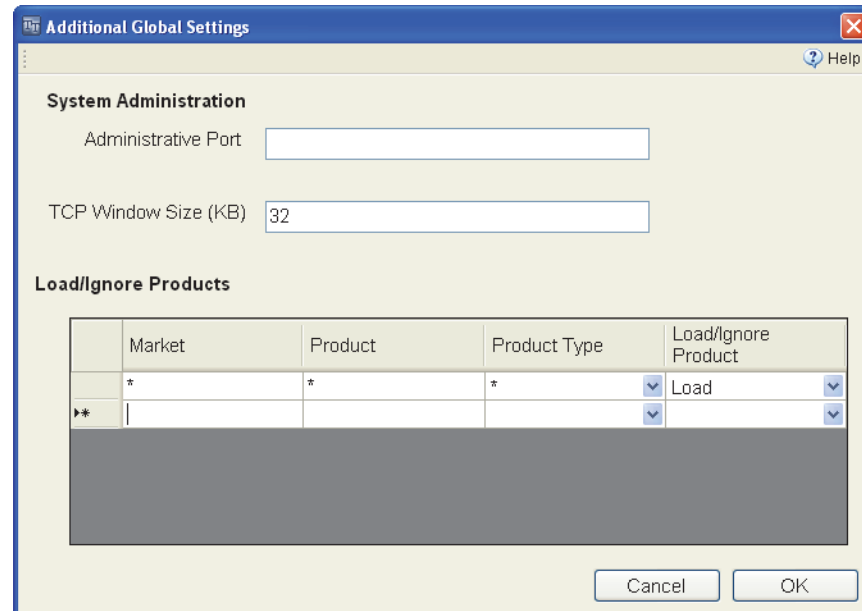 Additional Global Settings
Help
System Administration
Administrative Port
TCP Window Size (KB) 32
Load/Ignore Products
Market Product Product Type Load/Ignore Product
* * * Load
*
Cancel OK